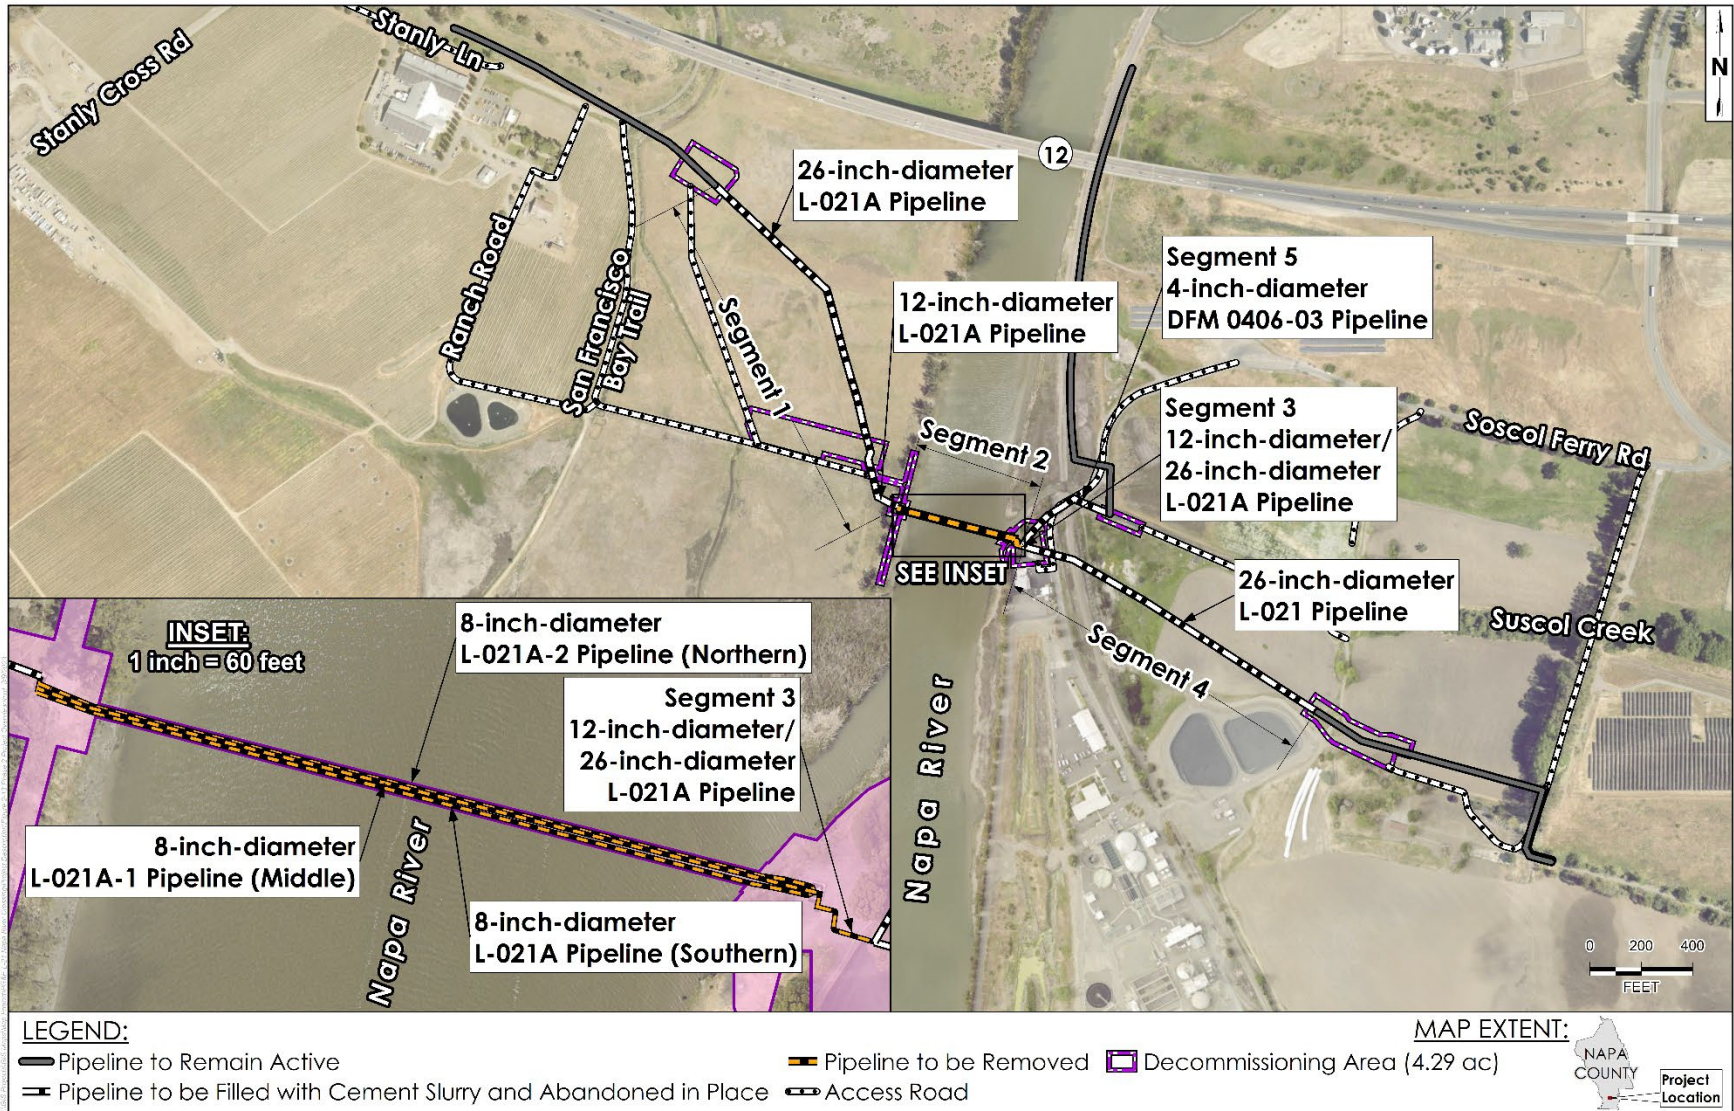 Stanly Ln
Stanly Cross Rd
N
12
26-inch-diameter
L-021A Pipeline
Ranch Road
San Francisco
Bay Trail
Segment 1
12-inch-diameter
L-021A Pipeline
Segment 5
4-inch-diameter
DFM 0406-03 Pipeline
Segment 2
Segment 3
12-inch-diameter/
26-inch-diameter
L-021A Pipeline
Soscol Ferry Rd
SEE INSET
26-inch-diameter
L-021 Pipeline
Suscol Creek
Segment 4
Napa River
0 200 400
FEET
INSET:
1 inch = 60 feet
8-inch-diameter
L-021A-2 Pipeline (Northern)
Segment 3
12-inch-diameter/
26-inch-diameter
L-021A Pipeline
8-inch-diameter
L-021A-1 Pipeline (Middle)
Napa River
8-inch-diameter
L-021A Pipeline (Southern)
LEGEND:
Pipeline to Remain Active
Pipeline to be Filled with Cement Slurry and Abandoned in Place
Pipeline to be Removed
Access Road
Decommissioning Area (4.29 ac)
MAP EXTENT:
NAPA
COUNTY
Project
Location